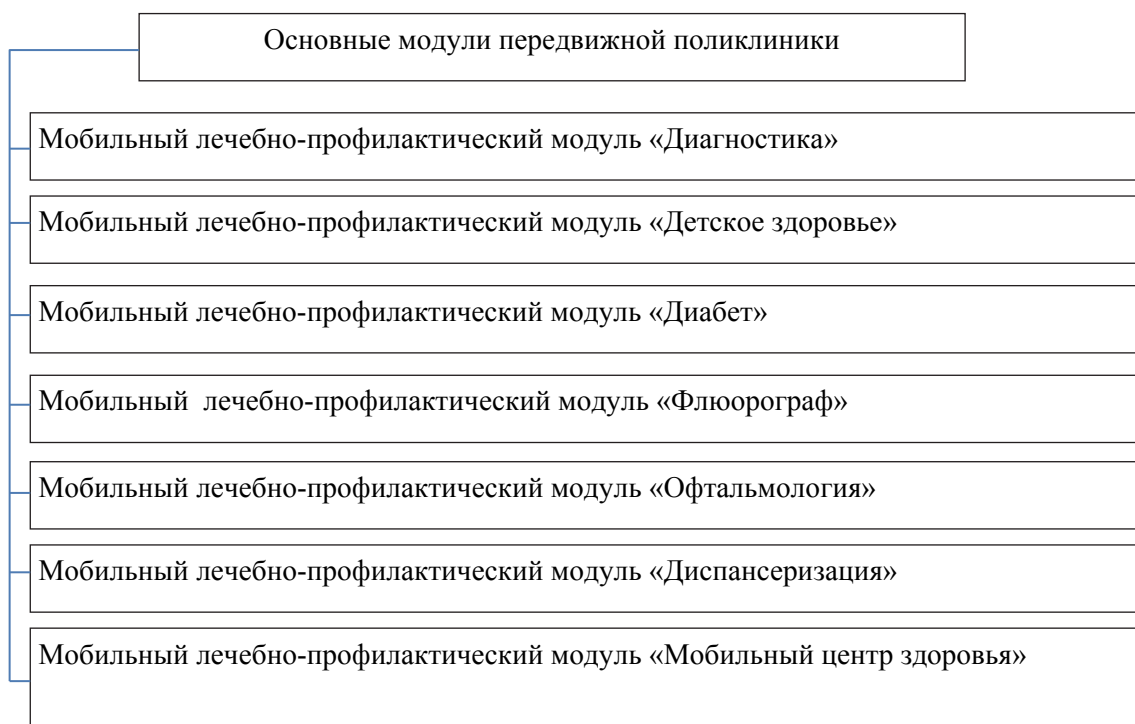 Основные модули передвижной поликлиники
Мобильный лечебно-профилактический модуль «Диагностика»
Мобильный лечебно-профилактический модуль «Детское здоровье»
Мобильный лечебно-профилактический модуль «Диабет»
Мобильный  лечебно-профилактический модуль «Флюорограф»
Мобильный лечебно-профилактический модуль «Офтальмология»
Мобильный лечебно-профилактический модуль «Диспансеризация»
Мобильный лечебно-профилактический модуль «Мобильный центр здоровья»